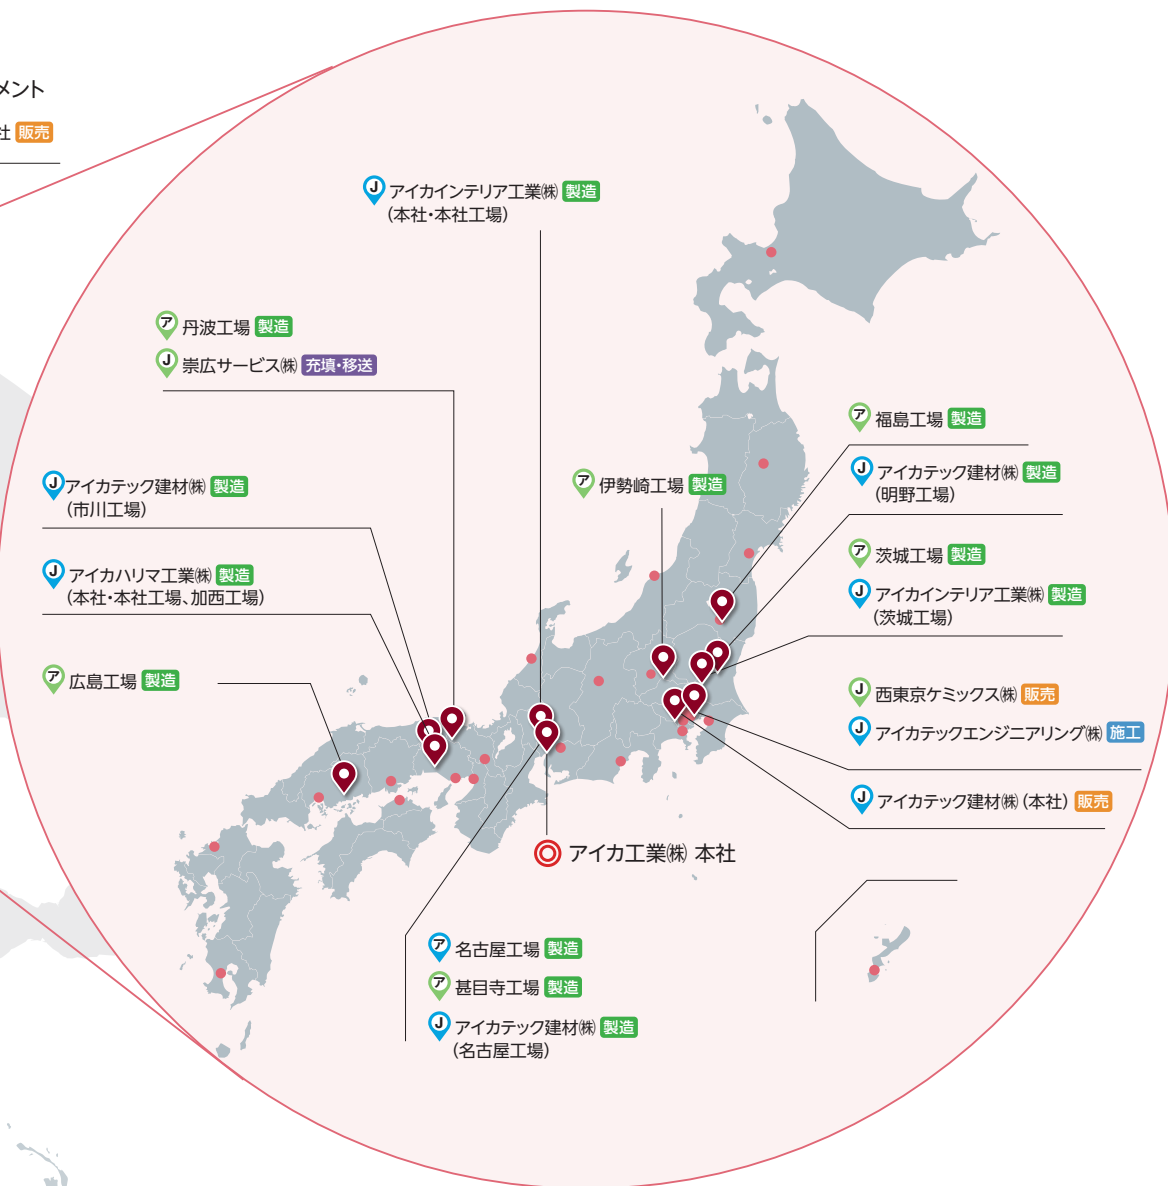 メント
社 販売
J アイカインテリア工業㈱ 製造
(本社・本社工場)
ア 丹波工場 製造
J 崇広サービス㈱ 充填・移送
J アイカテック建材㈱ 製造
(市川工場)
J アイカハリマ工業㈱ 製造
(本社・本社工場、加西工場)
ア 広島工場 製造
ア 伊勢崎工場 製造
ア 福島工場 製造
J アイカテック建材㈱ 製造
(明野工場)
ア 茨城工場 製造
J アイカインテリア工業㈱ 製造
(茨城工場)
J 西東京ケミックス㈱ 販売
J アイカテックエンジニアリング㈱ 施工
J アイカテック建材㈱ (本社) 販売
アイカ工業㈱ 本社
ア 名古屋工場 製造
ア 甚目寺工場 製造
J アイカテック建材㈱ 製造
(名古屋工場)